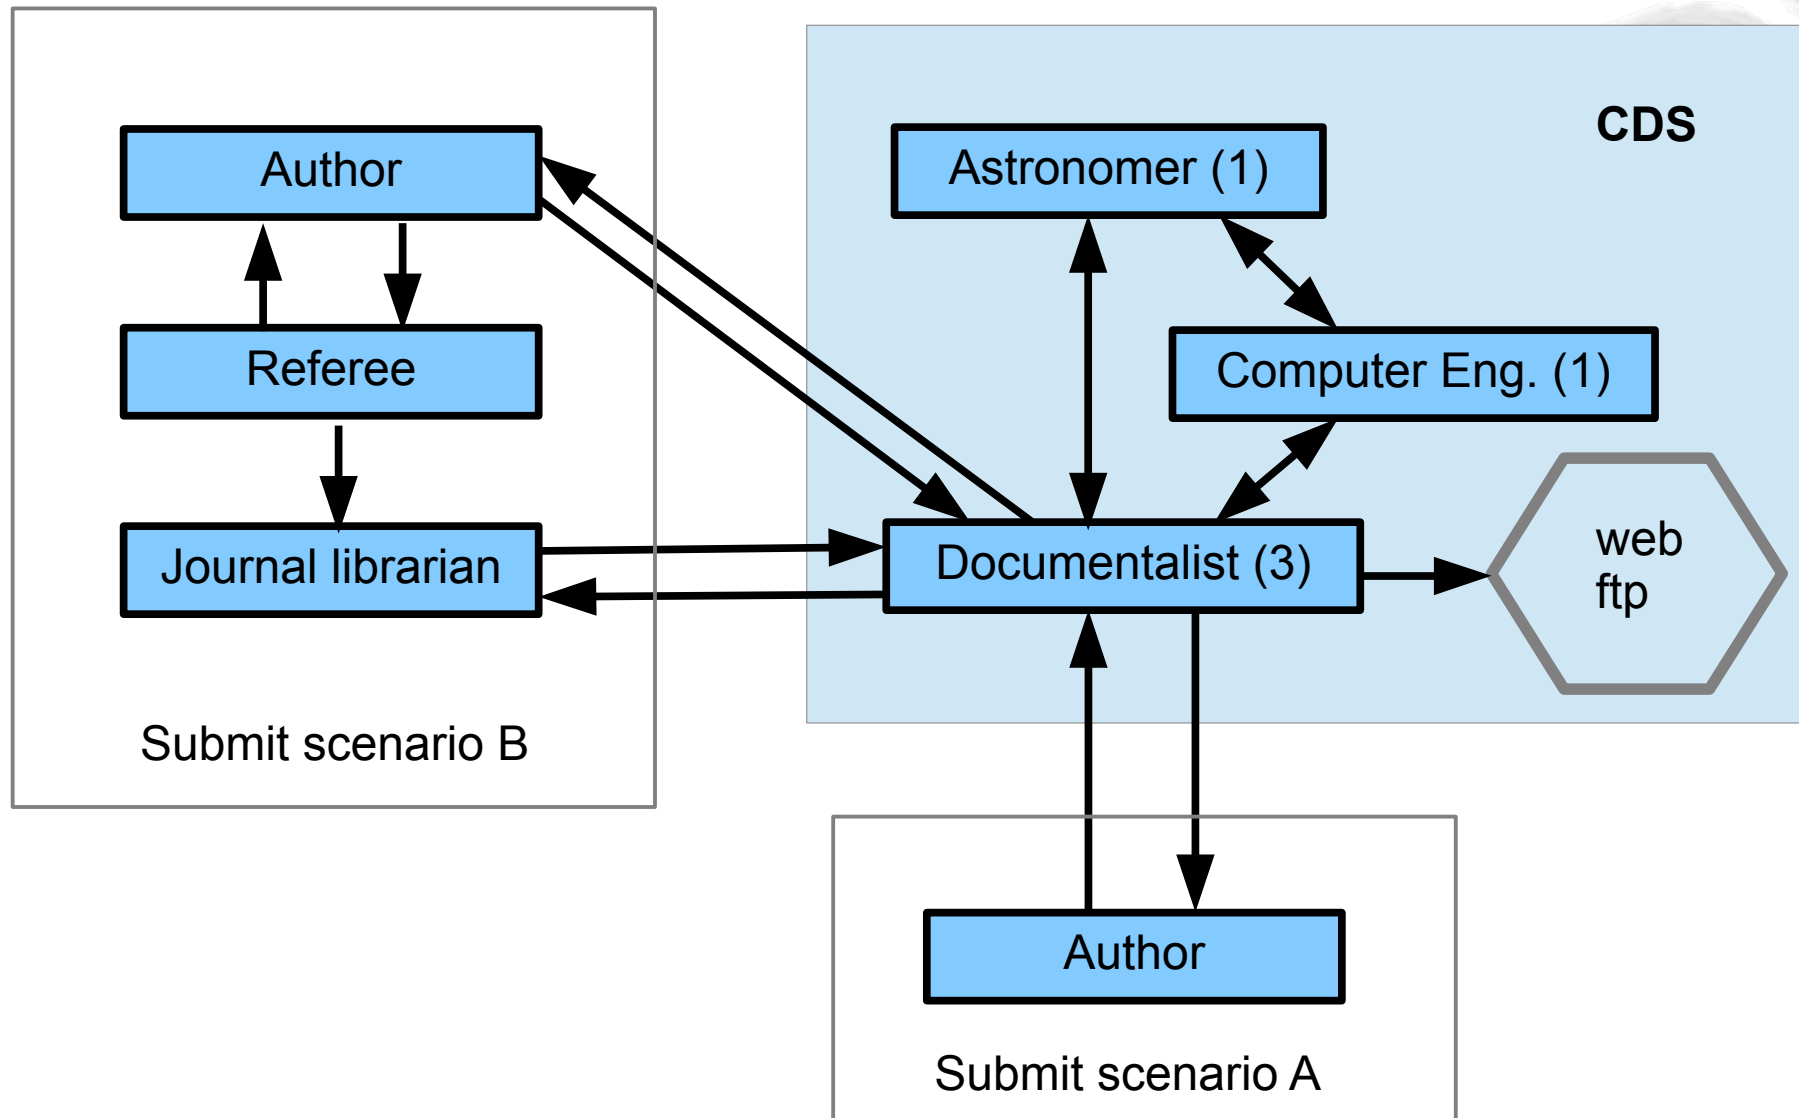 CDS
Author
Astronomer (1)
Referee
Computer Eng. (1)
Journal librarian
Documentalist (3)
web
ftp
Submit scenario B
Author
Submit scenario A